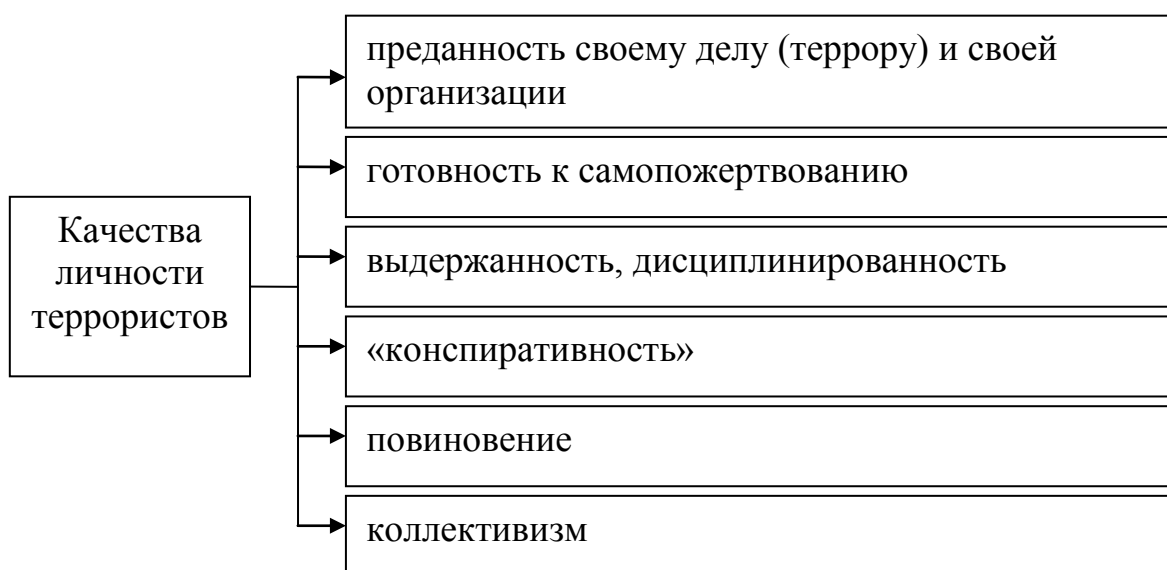 Качества
личности
террористов
преданность своему делу (террору) и своей
организации
готовность к самопожертвованию
выдержанность, дисциплинированность
«конспиративность»
повиновение
коллективизм